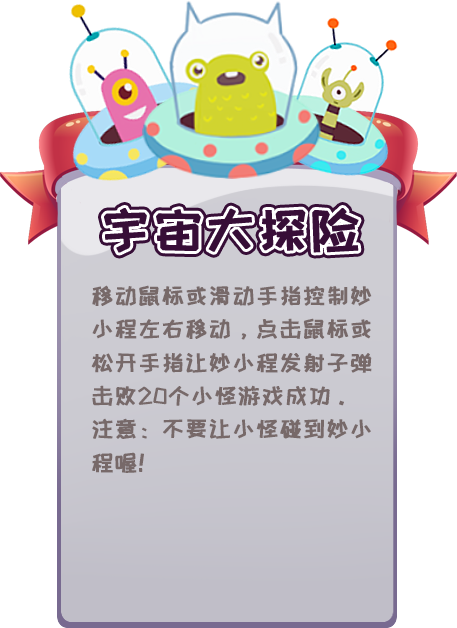 宇宙大探险
移动鼠标或滑动手指控制妙
小程左右移动，点击鼠标或
松开手指让妙小程发射子弹
击败20个小怪游戏成功。
注意：不要让小怪碰到妙小
程喔！